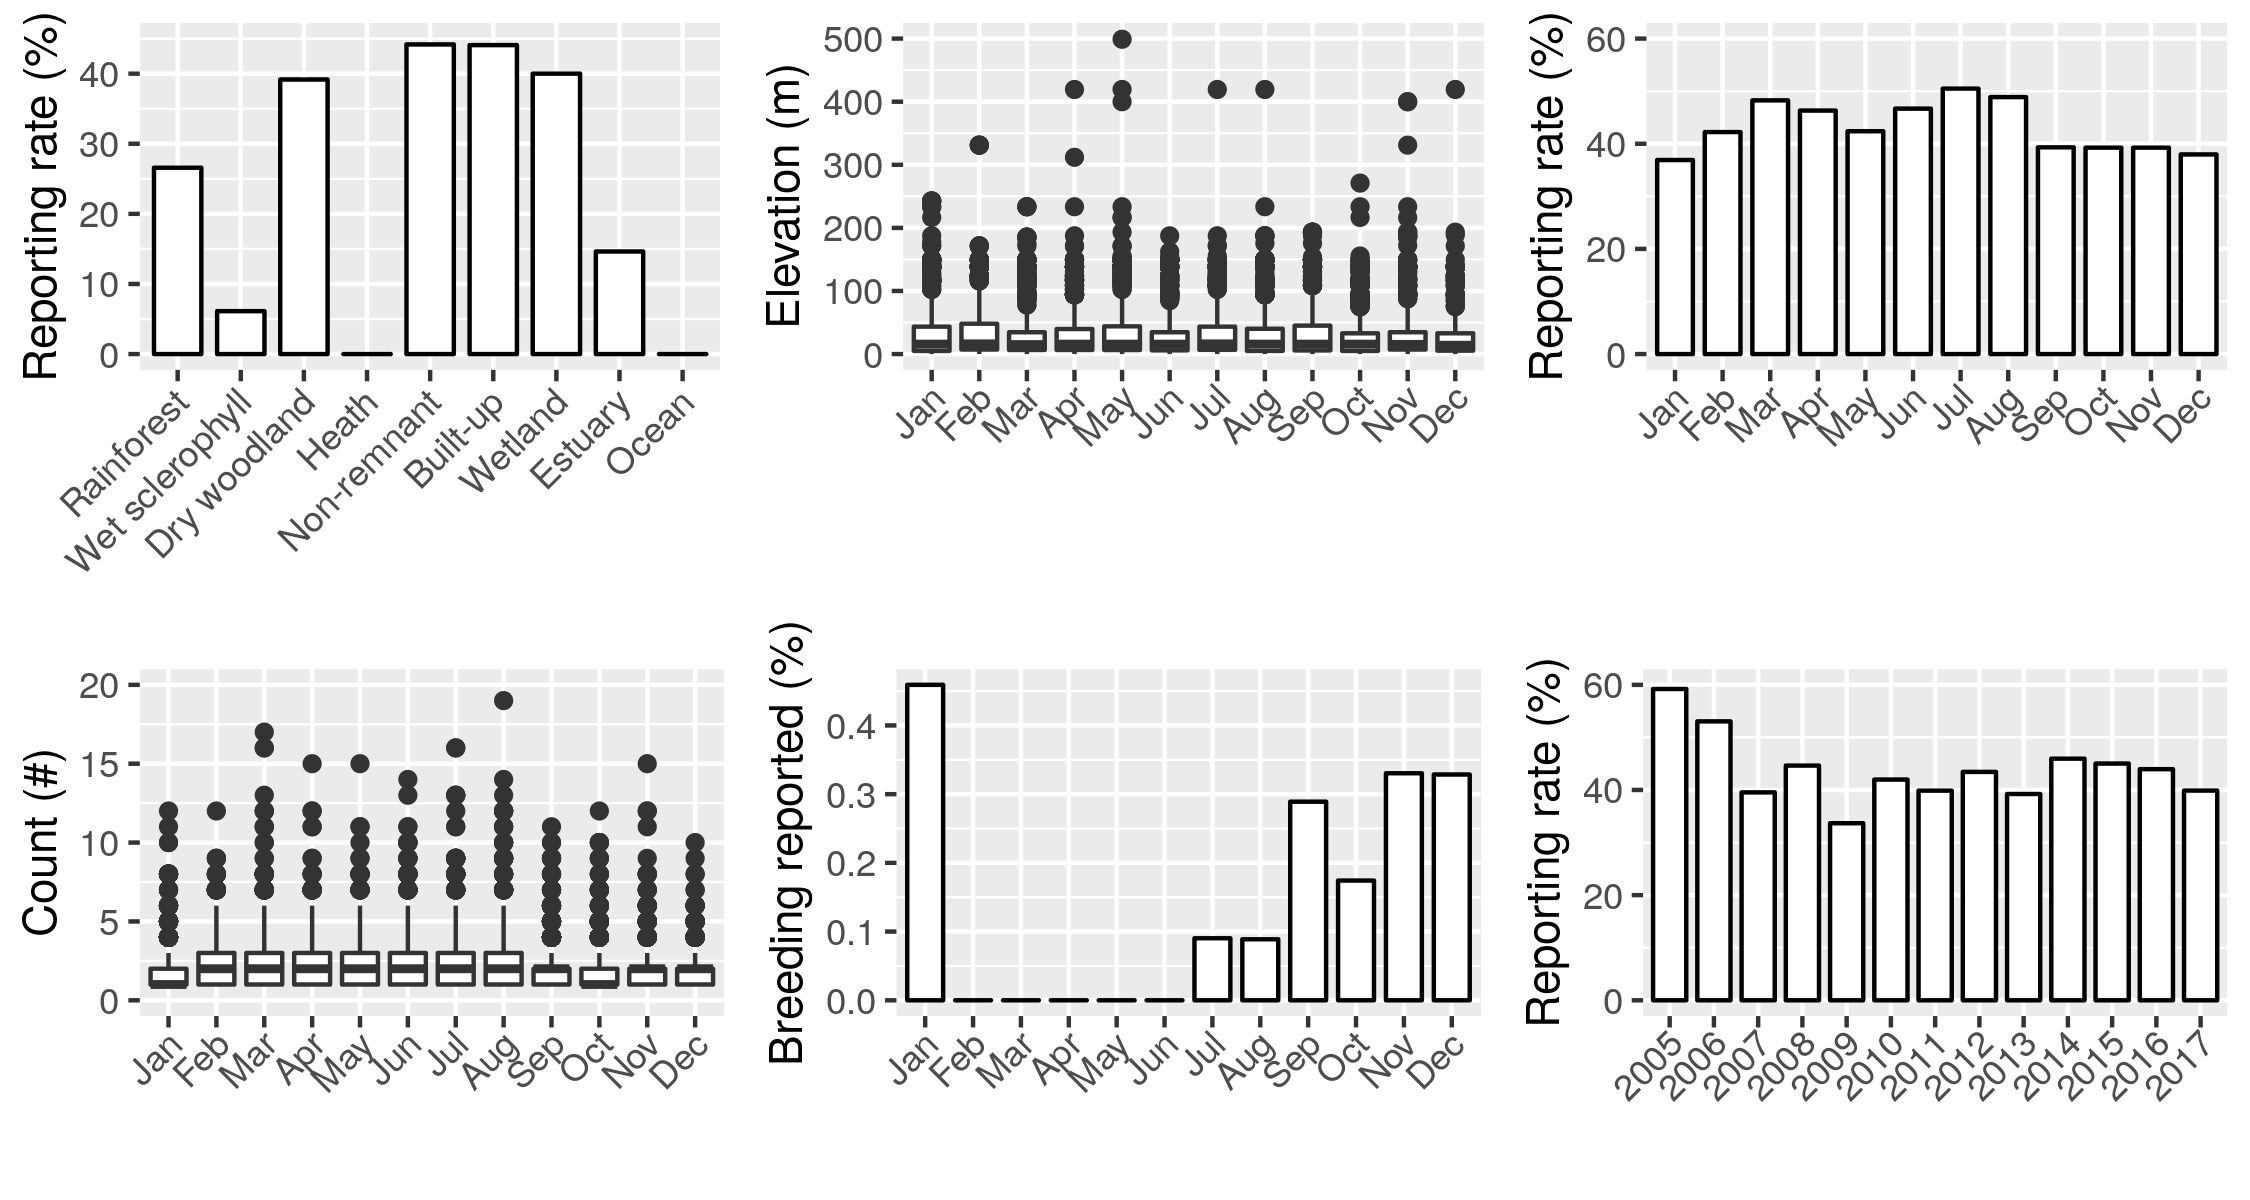 Reporting rate (%)
40
30
20
10
0
Rainforest
Wet sclerophyll
Dry woodland
Heath
Non-remnant
Built-up
Wetland
Estuary
Ocean
Elevation (m)
500
400
300
200
100
0
Jan
Feb
Mar
Apr
May
Jun
Jul
Aug
Sep
Oct
Nov
Dec
Reporting rate (%)
60
40
20
0
Jan
Feb
Mar
Apr
May
Jun
Jul
Aug
Sep
Oct
Nov
Dec
Count (#)
20
15
10
5
0
Jan
Feb
Mar
Apr
May
Jun
Jul
Aug
Sep
Oct
Nov
Dec
Breeding reported (%)
0.4
0.3
0.2
0.1
0.0
Jan
Feb
Mar
Apr
May
Jun
Jul
Aug
Sep
Oct
Nov
Dec
Reporting rate (%)
60
40
20
0
2005
2006
2007
2008
2009
2010
2011
2012
2013
2014
2015
2016
2017